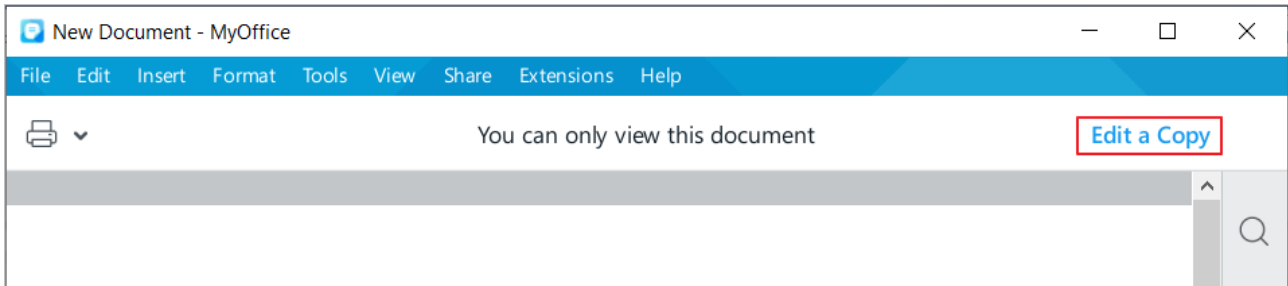 New Document - MyOffice
File Edit Insert Format Tools View Share Extensions Help
You can only view this document Edit a Copy